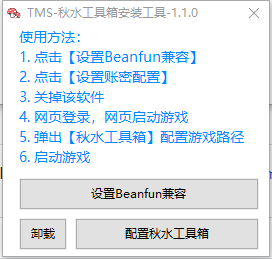 TMS-秋水工具箱安装工具-1.1.0
使用方法：
1. 点击【设置Beanfun兼容】
2. 点击【设置账密配置】
3. 关掉该软件
4. 网页登录，网页启动游戏
5. 弹出【秋水工具箱】配置游戏路径
6. 启动游戏
设置Beanfun兼容
卸载
配置秋水工具箱